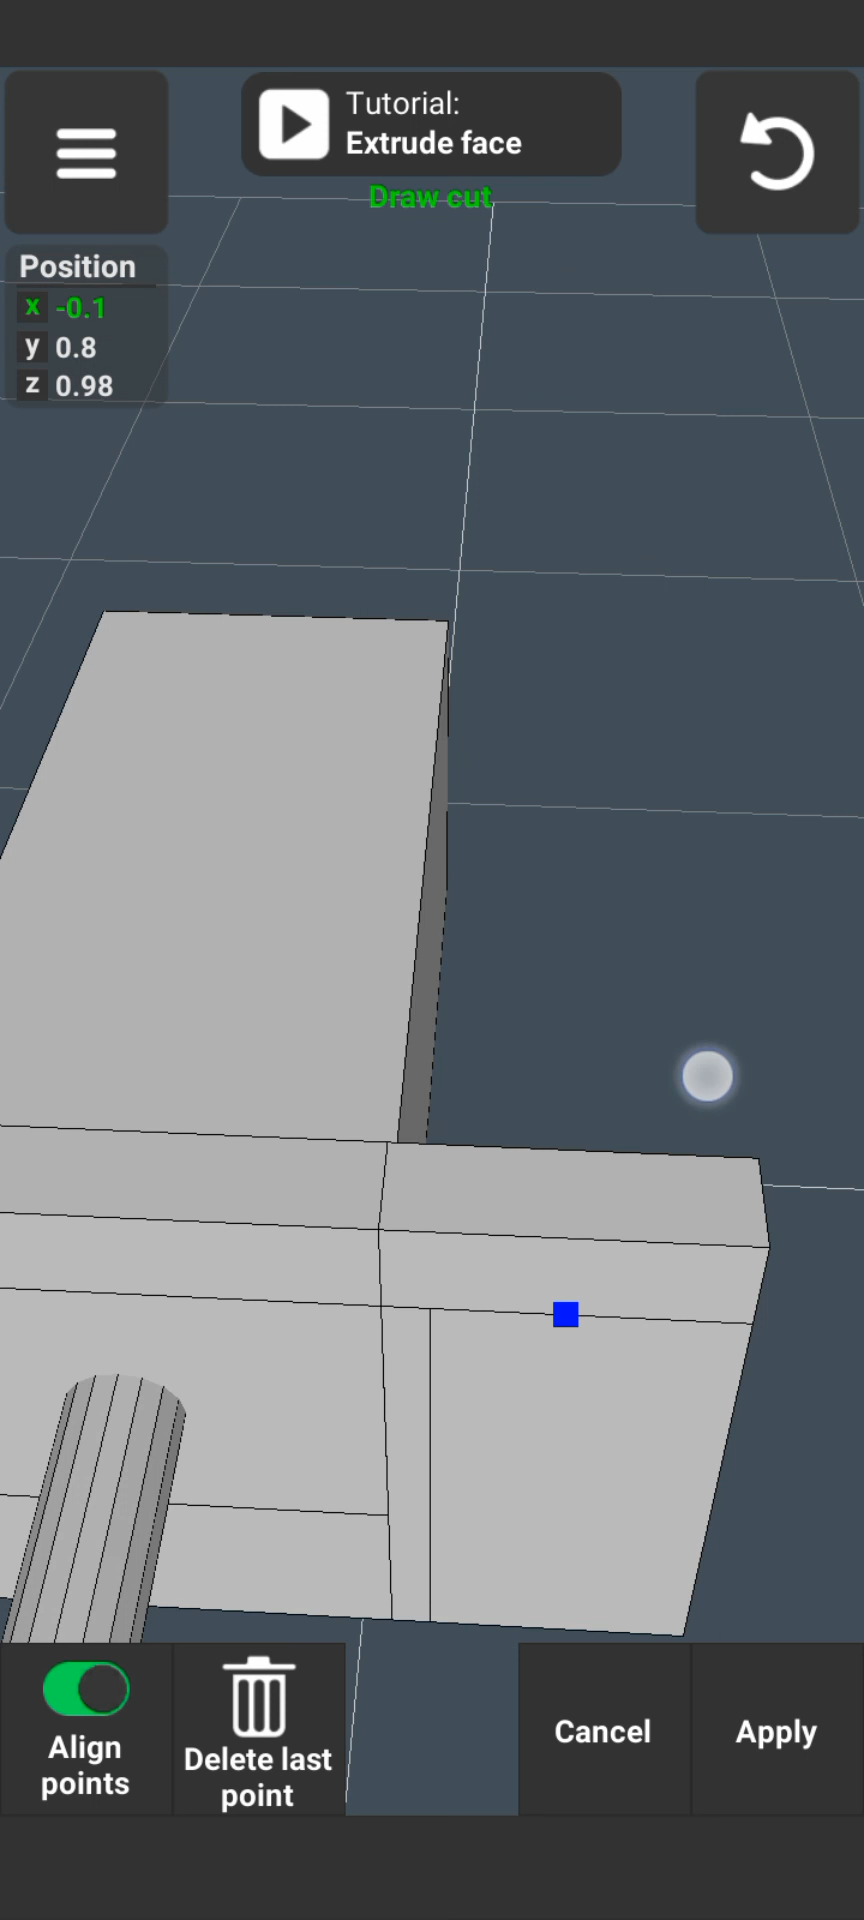 Tutorial:
Extrude face
Draw cut
Position
x -0.1
y 0.8
z 0.98
Align
points
Delete last
point
Cancel
Apply